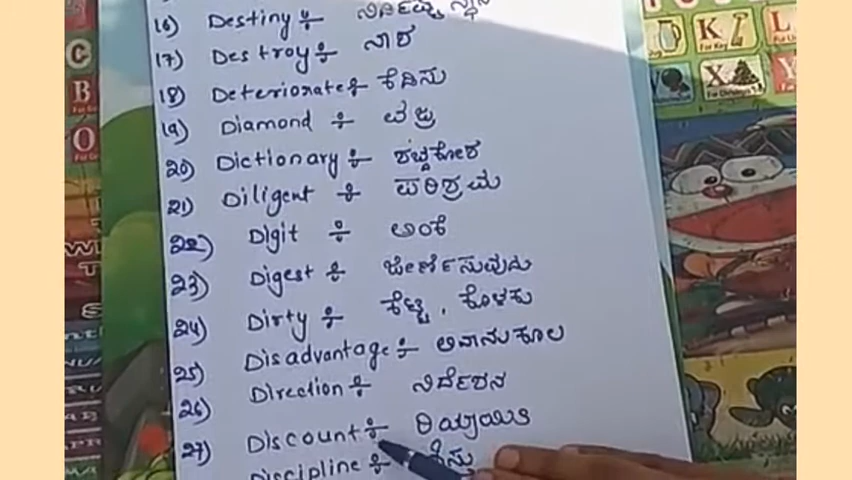 16) Destiny ÷ ನಿರ್ದಿಷ್ಟ ಸ್ಥಾನ
17) Destroy ÷ ನಾಶ
18) Deteriorate ÷ ಕೆಡಿಸು
19) Diamond ÷ ವಜ್ರ
20) Dictionary ÷ ಶಬ್ದಕೋಶ
21) Diligent ÷ ಪರಿಶ್ರಮ
22) Digit ÷ ಅಂಕೆ
23) Digest ÷ ಜೀರ್ಣಿಸುವುದು
24) Dirty ÷ ಕೆಟ್ಟ, ಕೊಳಕು
25) Disadvantage ÷ ಅನಾನುಕೂಲ
26) Direction ÷ ನಿರ್ದೇಶನ
27) Discount ÷ ರಿಯಾಯಿತಿ
Discipline ÷
C
B
O
K
L
X
Y